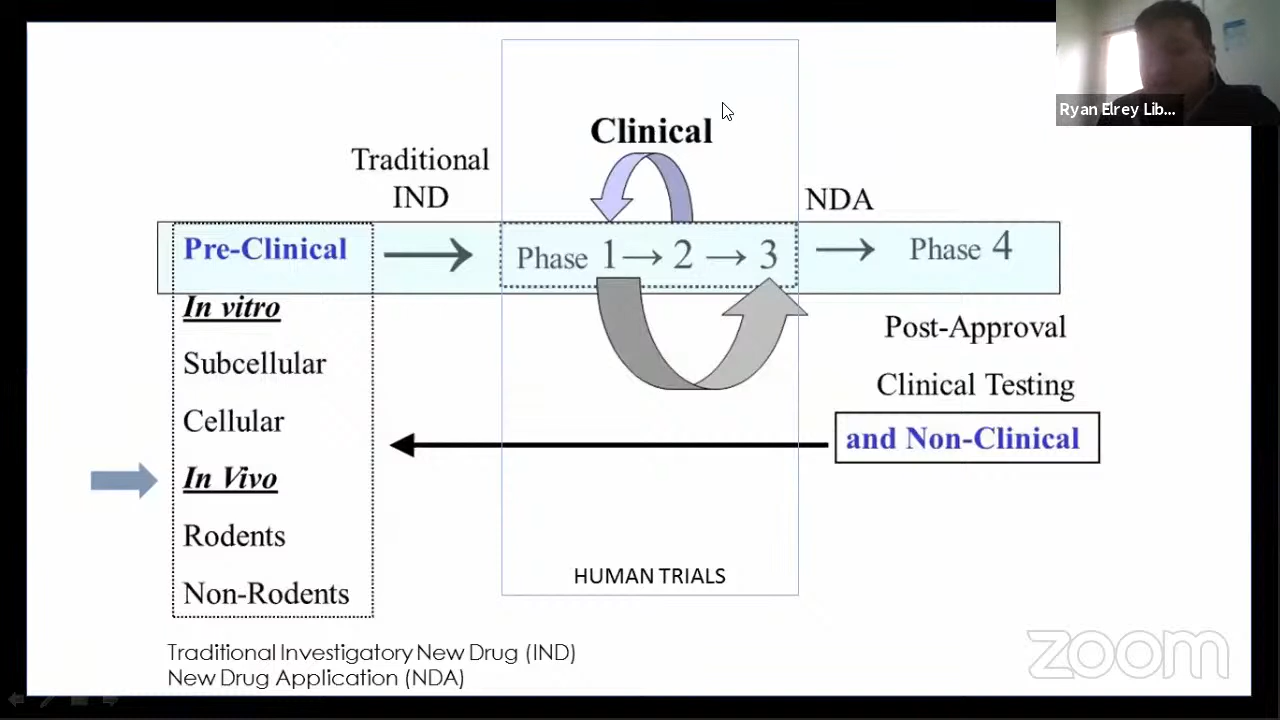 Ryan Elrey Lib...
Clinical
Traditional
IND
NDA
Pre-Clinical → Phase 1→ 2 → 3 → Phase 4
In vitro
Subcellular
Cellular
In Vivo
Rodents
Non-Rodents
Post-Approval
Clinical Testing
and Non-Clinical
HUMAN TRIALS
Traditional Investigatory New Drug (IND)
New Drug Application (NDA)
zoom